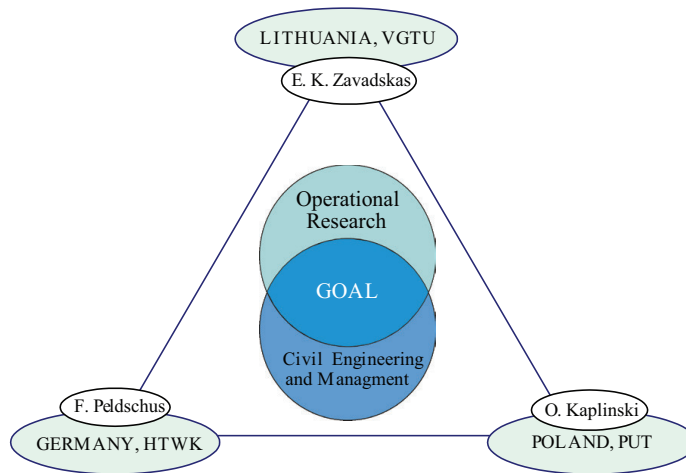 LITHUANIA, VGTU
E. K. Zavadskas
Operational
Research
GOAL
Civil Engineering
and Managment
F. Peldschus
GERMANY, HTWK
O. Kaplinski
POLAND, PUT